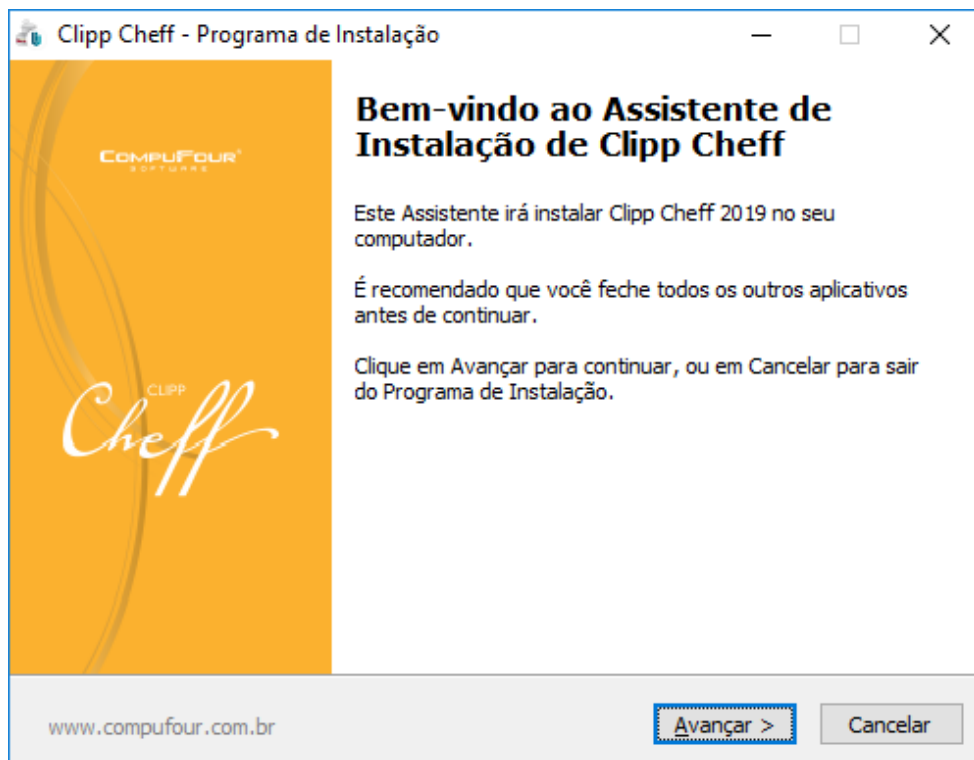 Clipp Cheff - Programa de Instalação
COMPUFOUR®
SOFTWARE
CLIPP
Cheff
Bem-vindo ao Assistente de
Instalação de Clipp Cheff
Este Assistente irá instalar Clipp Cheff 2019 no seu
computador.
É recomendado que você feche todos os outros aplicativos
antes de continuar.
Clique em Avançar para continuar, ou em Cancelar para sair
do Programa de Instalação.
www.compufour.com.br
Avançar >
Cancelar